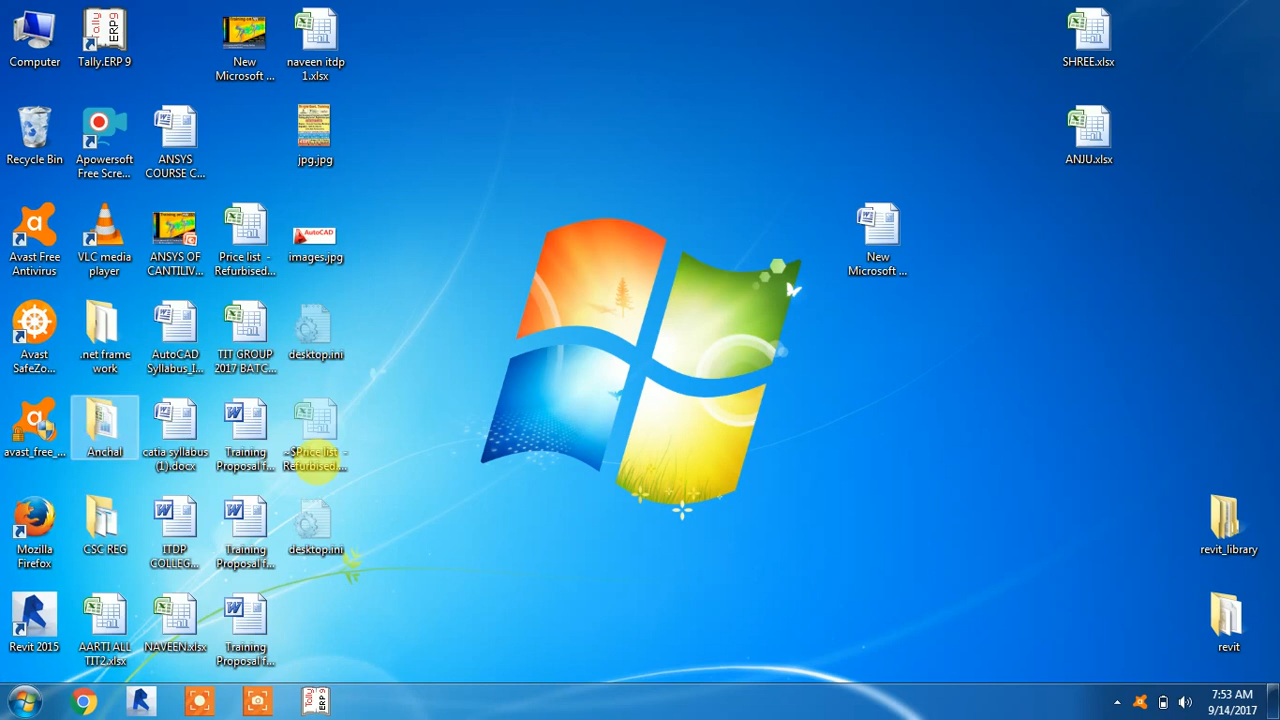 Computer
Tally.ERP 9
New
Microsoft ...
naveen itdp
1.xlsx
SHREE.xlsx
Recycle Bin
Apowersoft
Free Scre...
ANSYS
COURSE C...
jpg.jpg
ANJU.xlsx
Avast Free
Antivirus
VLC media
player
ANSYS OF
CANTILIV...
Price list -
Refurbised...
AutoCAD
images.jpg
New
Microsoft ...
Avast
SafeZo...
.net frame
work
AutoCAD
Syllabus_I...
TIT GROUP
2017 BATC...
desktop.ini
avast_free_...
Anchal
catia syllabus
(1).docx
Training
Proposal f...
~$Price list -
Refurbised....
Mozilla
Firefox
CSC REG
ITDP
COLLEG...
Training
Proposal f...
desktop.ini
revit_library
Revit 2015
AARTI ALL
TIT2.xlsx
NAVEEN.xlsx
Training
Proposal f...
revit
Tally
ERP 9
7:53 AM
9/14/2017